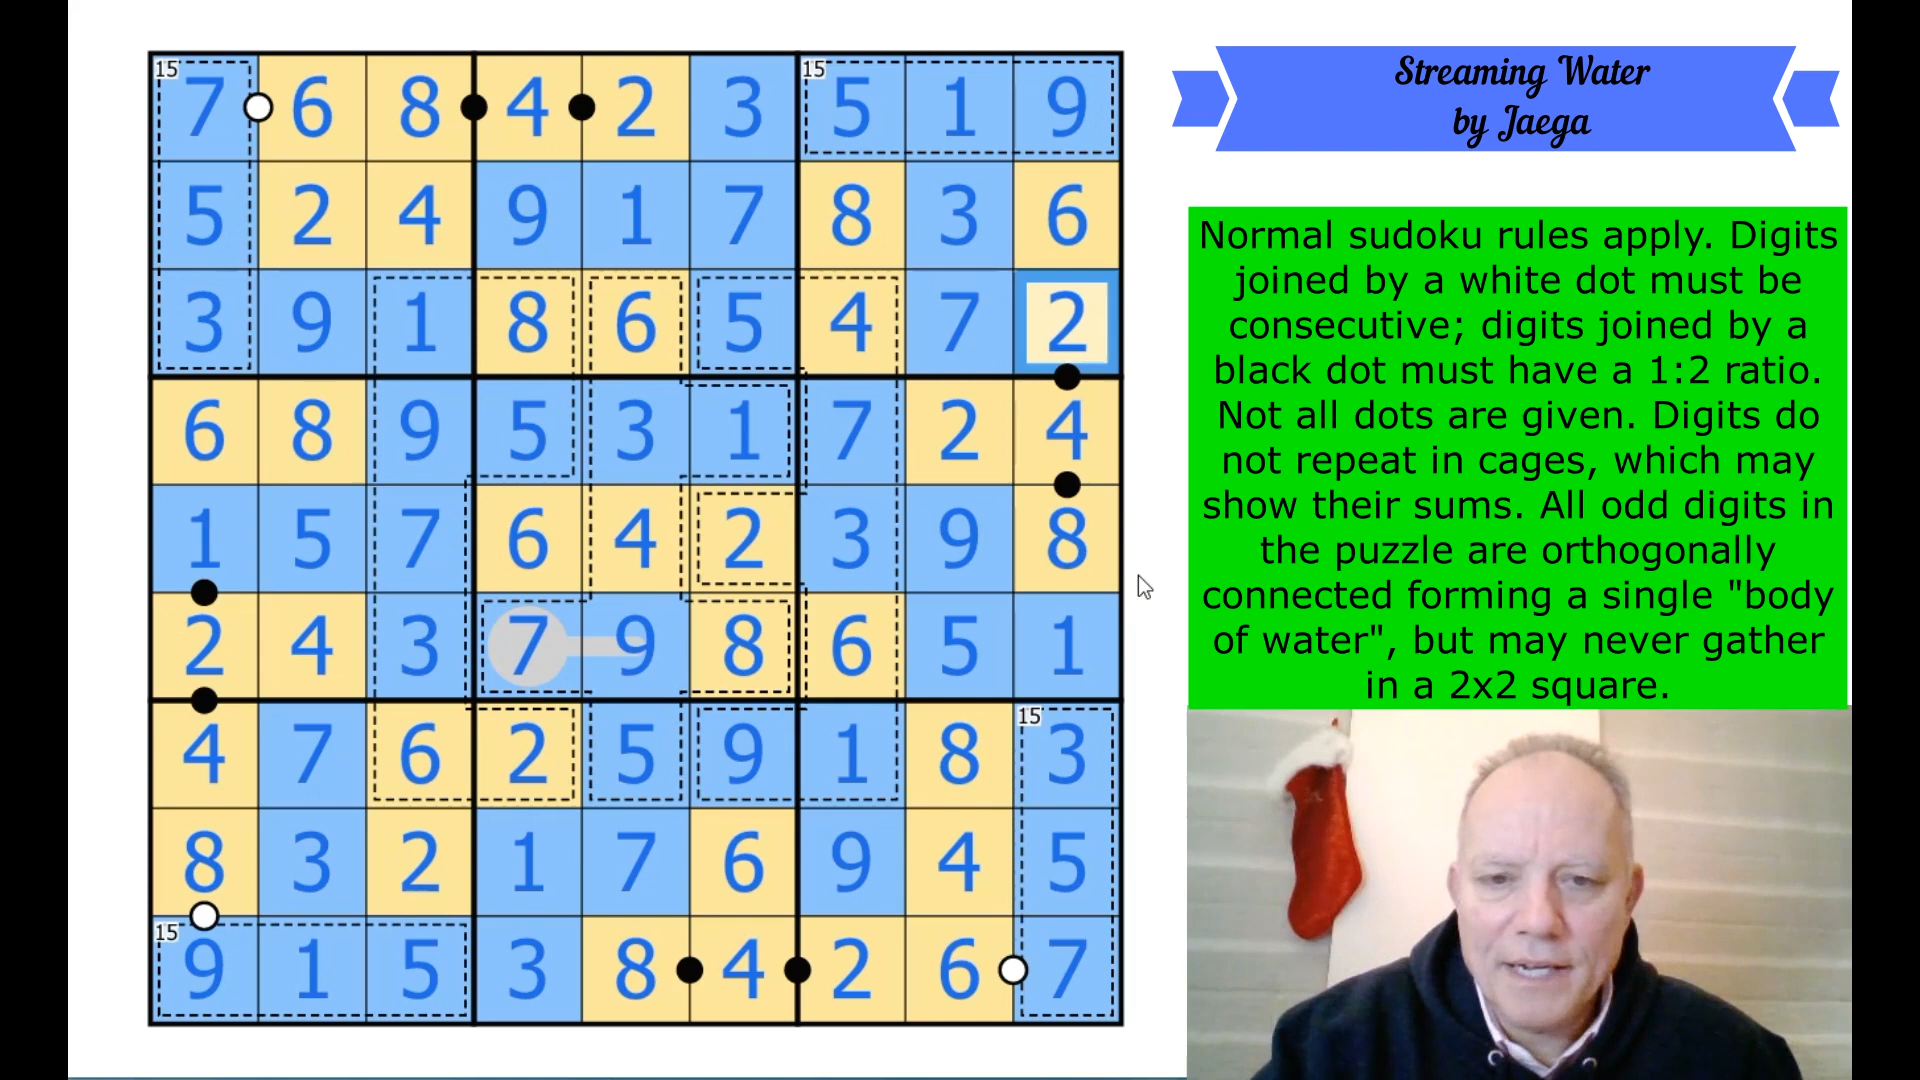 Streaming Water
by Jaega
Normal sudoku rules apply. Digits
joined by a white dot must be
consecutive; digits joined by a
black dot must have a 1:2 ratio.
Not all dots are given. Digits do
not repeat in cages, which may
show their sums. All odd digits in
the puzzle are orthogonally
connected forming a single "body
of water", but may never gather
in a 2x2 square.
15 15
7 6 8 4 2 3 5 1 9
5 2 4 9 1 7 8 3 6
3 9 1 8 6 5 4 7 2
6 8 9 5 3 1 7 2 4
1 5 7 6 4 2 3 9 8
2 4 3 7 9 8 6 5 1
15
4 7 6 2 5 9 1 8 3
8 3 2 1 7 6 9 4 5
15
9 1 5 3 8 4 2 6 7